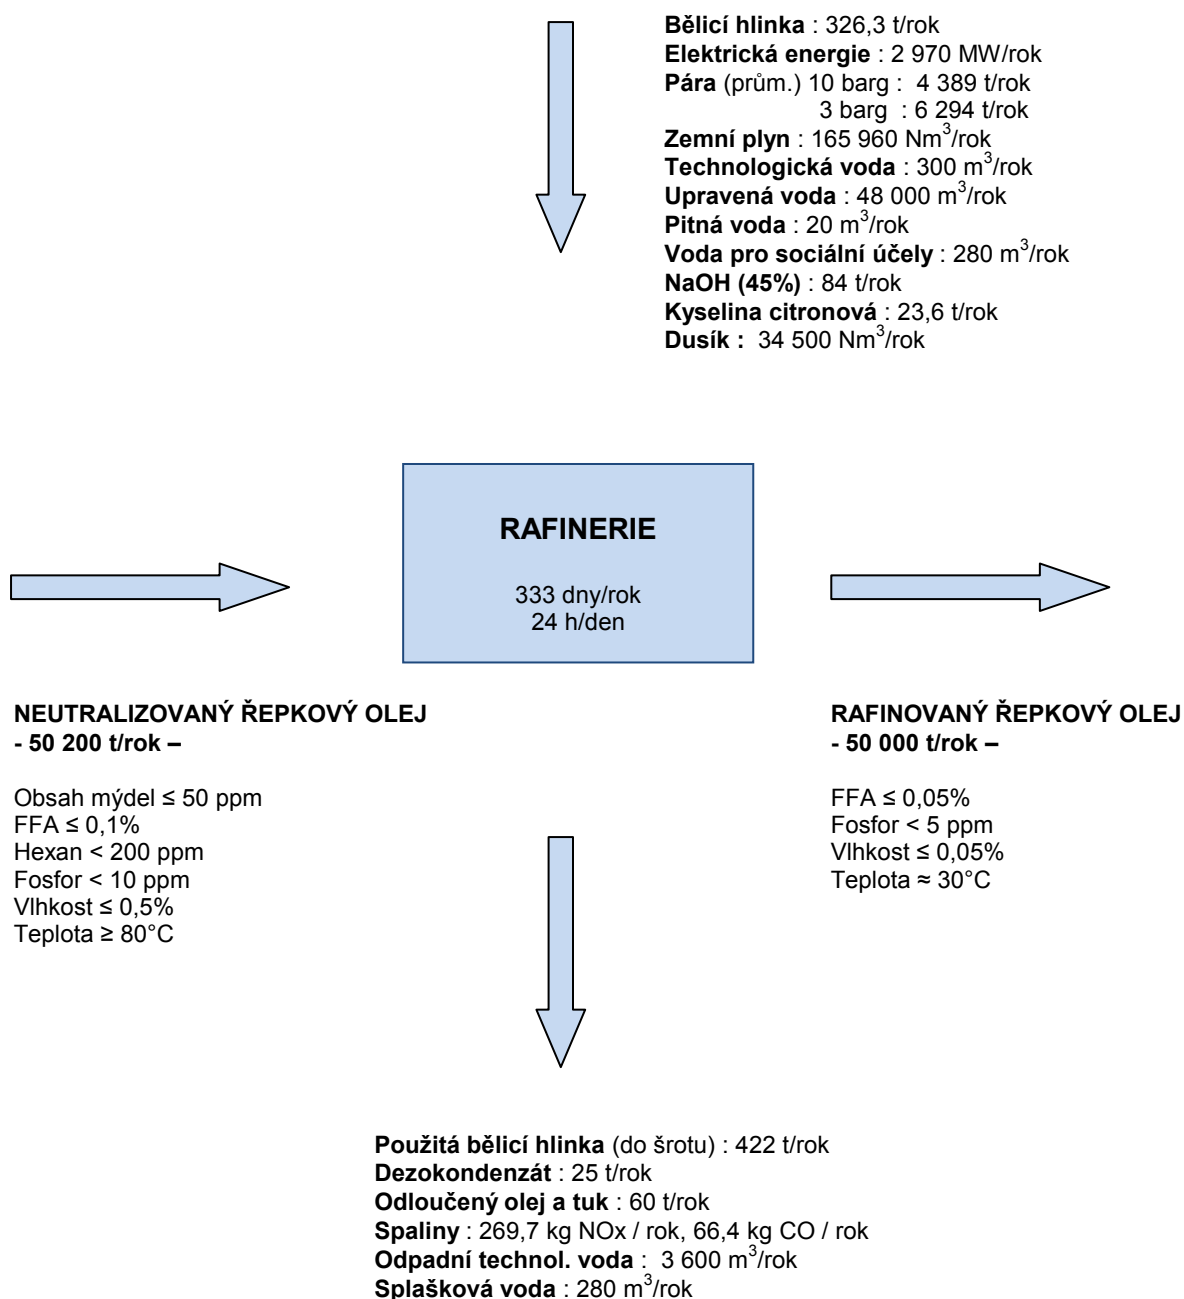 Bělicí hlinka : 326,3 t/rok
Elektrická energie : 2 970 MW/rok
Pára (prům.) 10 barg : 4 389 t/rok
3 barg : 6 294 t/rok
Zemní plyn : 165 960 Nm³/rok
Technologická voda : 300 m³/rok
Upravená voda : 48 000 m³/rok
Pitná voda : 20 m³/rok
Voda pro sociální účely : 280 m³/rok
NaOH (45%) : 84 t/rok
Kyselina citronová : 23,6 t/rok
Dusík : 34 500 Nm³/rok
RAFINERIE
333 dny/rok
24 h/den
NEUTRALIZOVANÝ ŘEPKOVÝ OLEJ
- 50 200 t/rok –
Obsah mýdel ≤ 50 ppm
FFA ≤ 0,1%
Hexan < 200 ppm
Fosfor < 10 ppm
Vlhkost ≤ 0,5%
Teplota ≥ 80°C
RAFINOVANÝ ŘEPKOVÝ OLEJ
- 50 000 t/rok –
FFA ≤ 0,05%
Fosfor < 5 ppm
Vlhkost ≤ 0,05%
Teplota ≈ 30°C
Použitá bělicí hlinka (do šrotu) : 422 t/rok
Dezokondenzát : 25 t/rok
Odloučený olej a tuk : 60 t/rok
Spaliny : 269,7 kg NOx / rok, 66,4 kg CO / rok
Odpadní technol. voda : 3 600 m³/rok
Splašková voda : 280 m³/rok